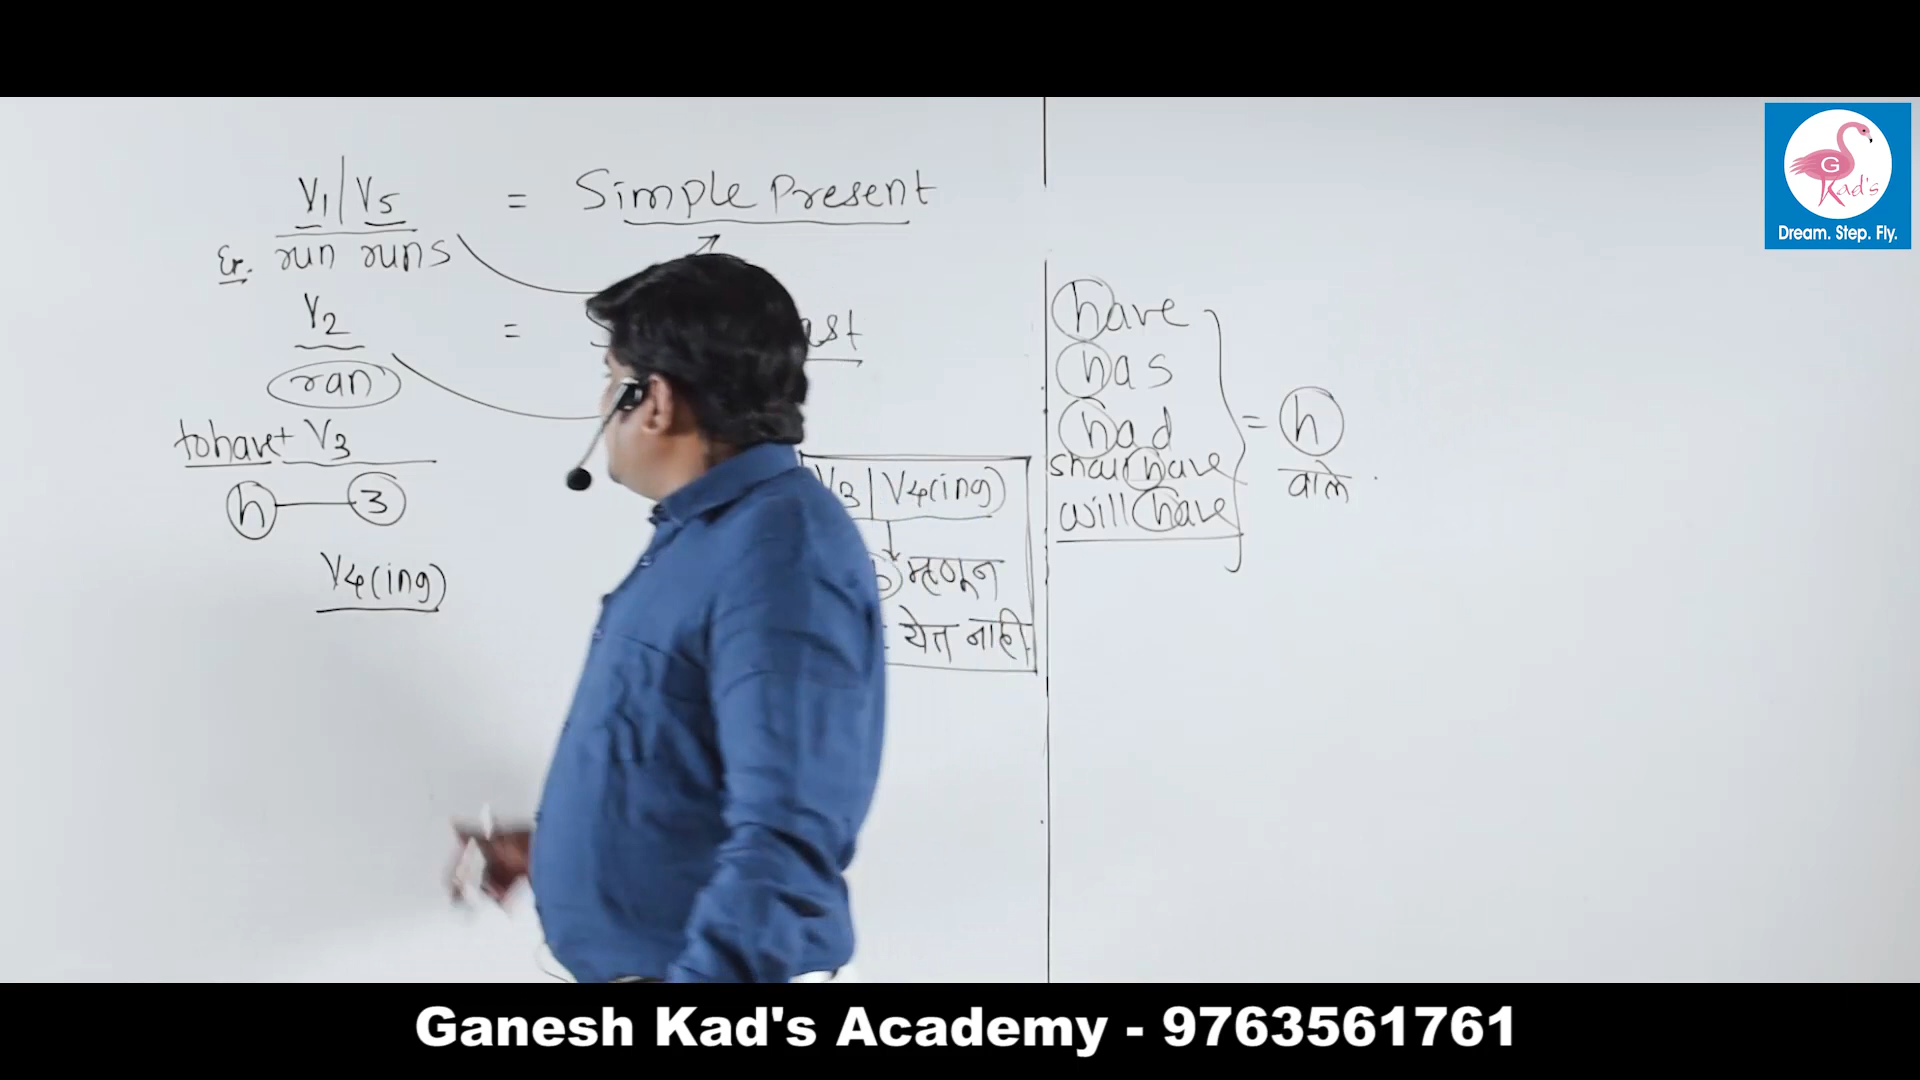 V1 | V5 = Simple Present
Ex. run runs
V2 =
ran
to have + V3
h — 3
V4 (ing)
V3 | V4(ing)
म्हणून
येत नाही
have
has
had
shall have
will have
= h
वाले
G
Kad's
Dream. Step. Fly.
Ganesh Kad's Academy - 9763561761